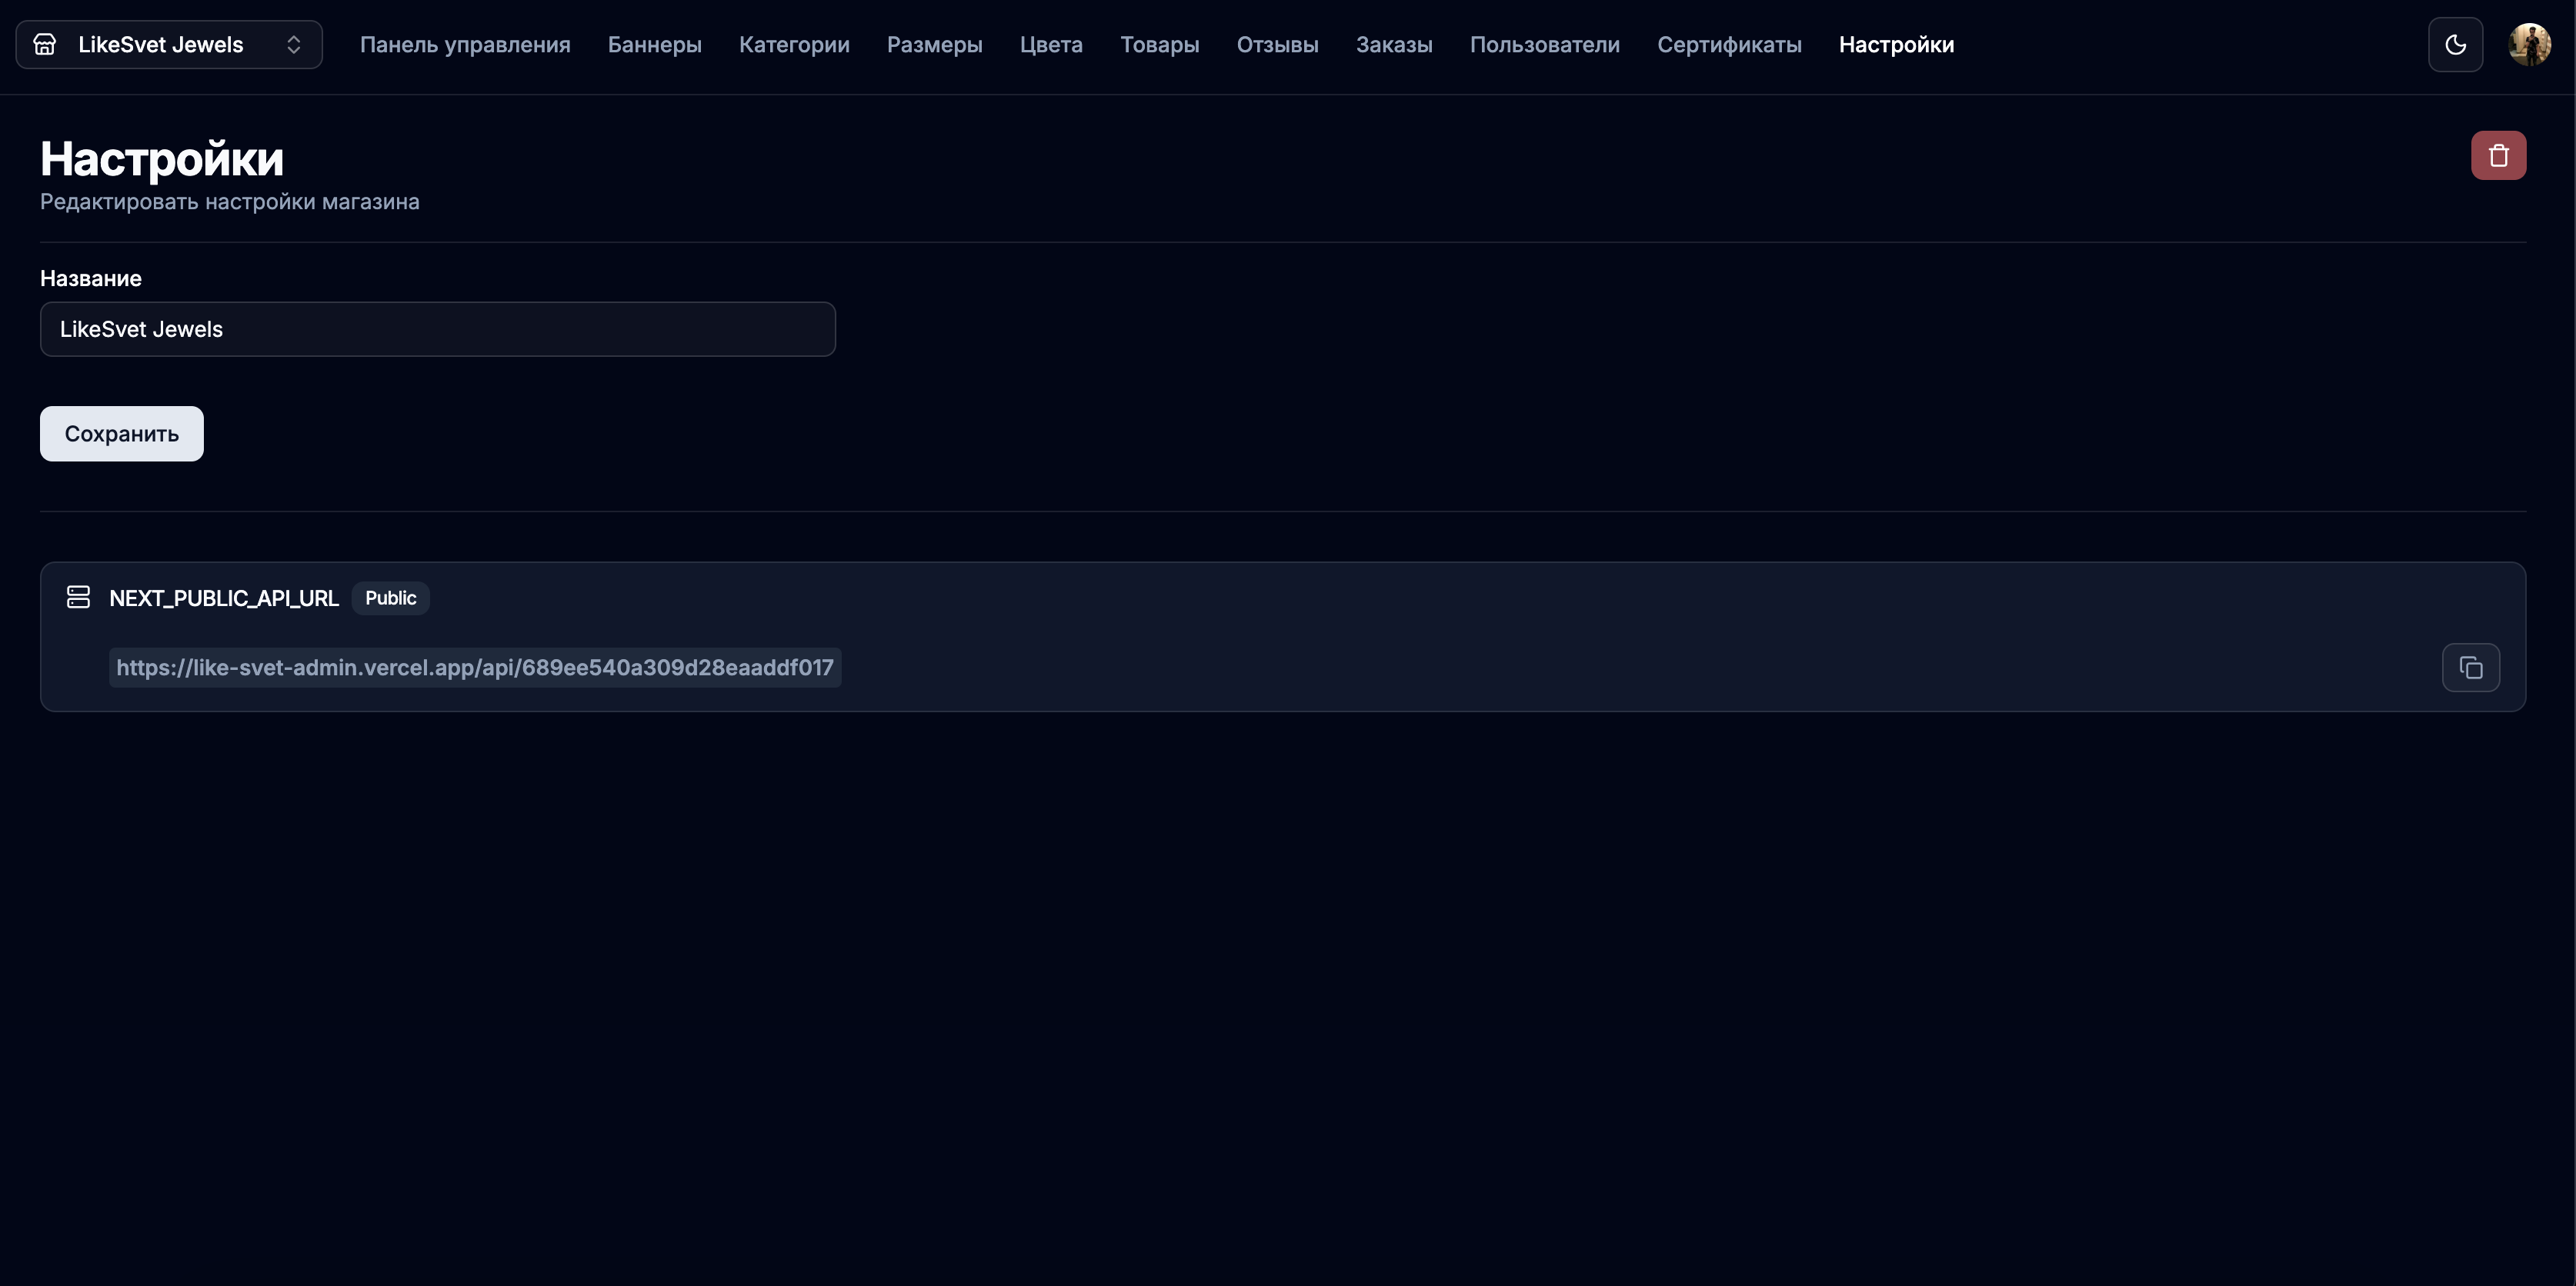 LikeSvet Jewels Панель управления Баннеры Категории Размеры Цвета Товары Отзывы Заказы Пользователи Сертификаты Настройки
Настройки
Редактировать настройки магазина
Название
LikeSvet Jewels
Сохранить
NEXT_PUBLIC_API_URL Public
https://like-svet-admin.vercel.app/api/689ee540a309d28eaaddf017